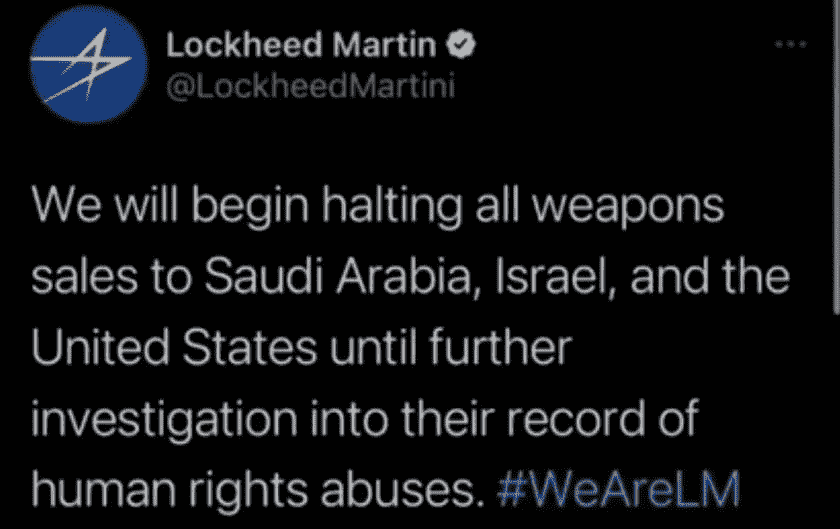 Lockheed Martin
@LockheedMartini
We will begin halting all weapons
sales to Saudi Arabia, Israel, and the
United States until further
investigation into their record of
human rights abuses. #WeAreLM